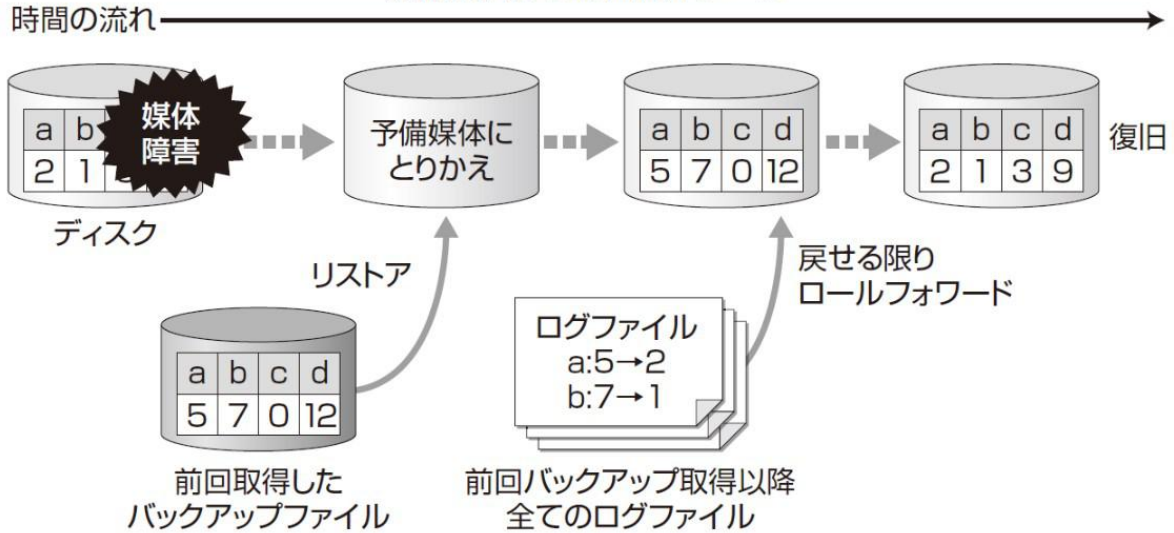 時間の流れ
a b
2 1
媒体
障害
ディスク
予備媒体に
とりかえ
a b c d
5 7 0 12
a b c d
2 1 3 9
復旧
リストア
戻せる限り
ロールフォワード
a b c d
5 7 0 12
前回取得した
バックアップファイル
ログファイル
a:5→2
b:7→1
前回バックアップ取得以降
全てのログファイル